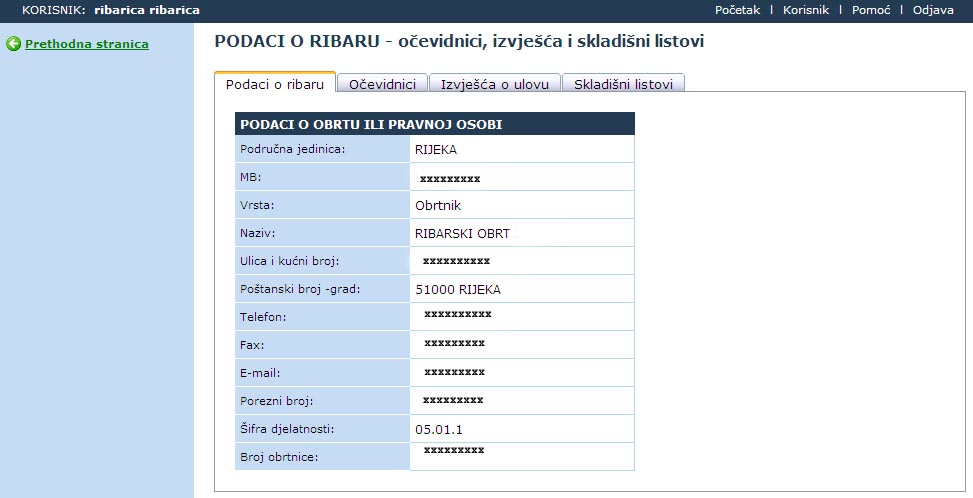 KORISNIK: ribarica ribarica Početak | Korisnik | Pomoć | Odjava
Prethodna stranica
PODACI O RIBARU - očevidnici, izvješća i skladišni listovi
Podaci o ribaru Očevidnici Izvješća o ulovu Skladišni listovi
PODACI O OBRTU ILI PRAVNOJ OSOBI
Područna jedinica: RIJEKA
MB: xxxxxxxxx
Vrsta: Obrtnik
Naziv: RIBARSKI OBRT
Ulica i kućni broj: xxxxxxxxxx
Poštanski broj -grad: 51000 RIJEKA
Telefon: xxxxxxxxxx
Fax: xxxxxxxxx
E-mail: xxxxxxxxx
Porezni broj: xxxxxxxxx
Šifra djelatnosti: 05.01.1
Broj obrtnice: xxxxxxxxx